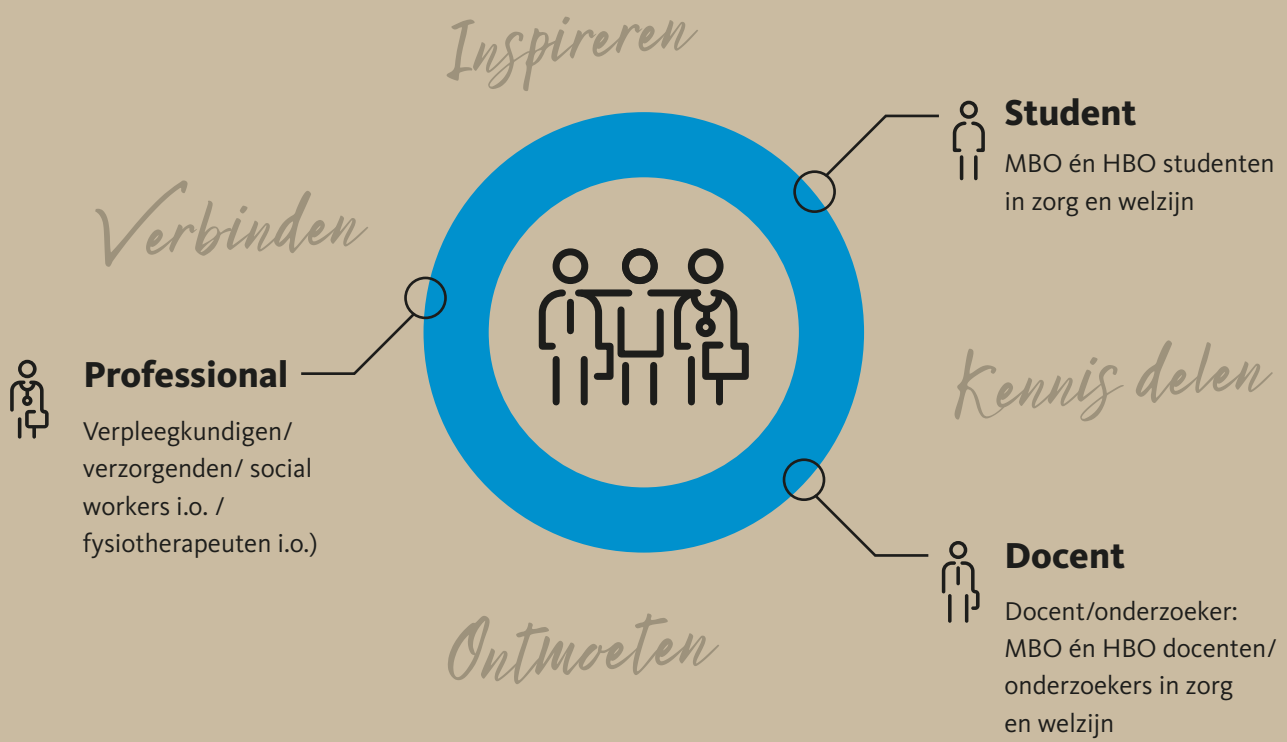 Inspireren
Student
MBO én HBO studenten
in zorg en welzijn
Verbinden
Professional
Verpleegkundigen/
verzorgenden/ social
workers i.o. /
fysiotherapeuten i.o.)
Kennis delen
Docent
Docent/onderzoeker:
MBO én HBO docenten/
onderzoekers in zorg
en welzijn
Ontmoeten